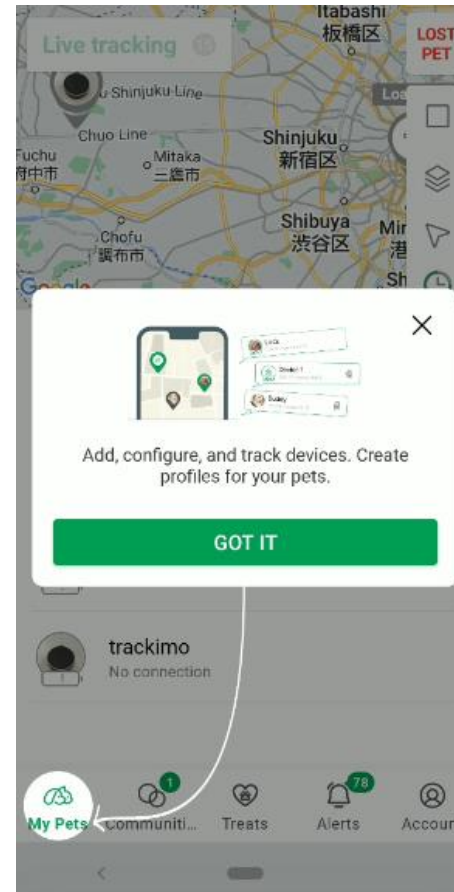 Itabashi
板橋区
Live tracking
LOST
PET
u Shinjuku Line
Loa
Chuo Line
Shinjuku
新宿区
Fuchu
府中市
Mitaka
三鷹市
Shibuya
渋谷区
Chofu
調布市
Google
Add, configure, and track devices. Create
profiles for your pets.
GOT IT
trackimo
No connection
1
78
My Pets
Communiti...
Treats
Alerts
Accour